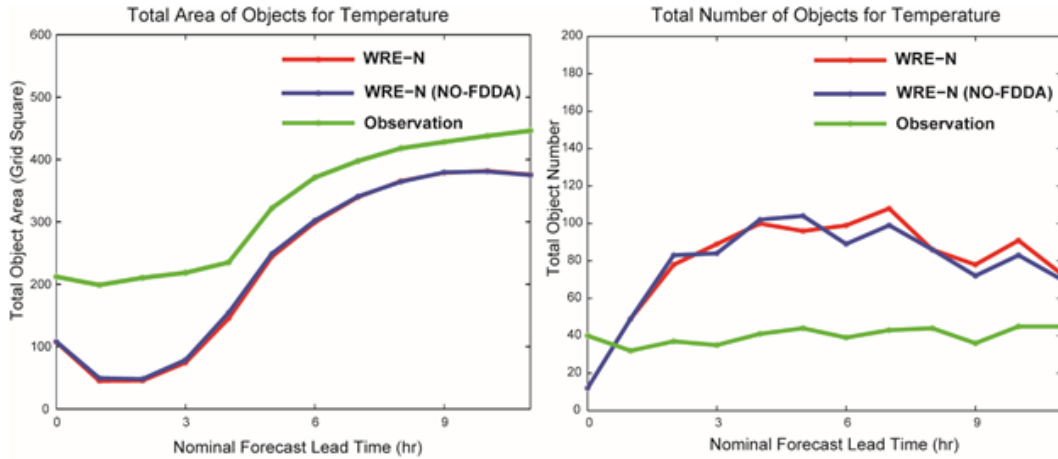 Total Area of Objects for Temperature
600
500
400
300
200
100
0
0
3
6
9
Total Object Area (Grid Square)
Nominal Forecast Lead Time (hr)
WRE-N
WRE-N (NO-FDDA)
Observation
Total Number of Objects for Temperature
200
180
160
140
120
100
80
60
40
20
0
0
3
6
9
Total Object Number
Nominal Forecast Lead Time (hr)
WRE-N
WRE-N (NO-FDDA)
Observation